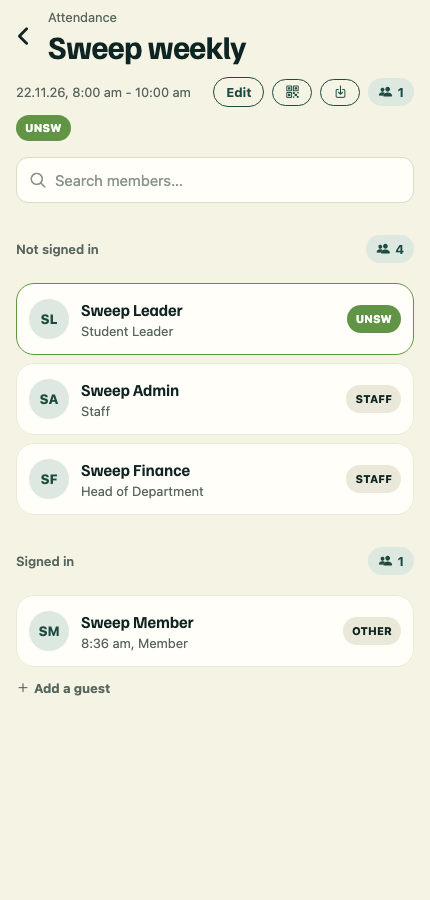 Attendance
Sweep weekly
22.11.26, 8:00 am - 10:00 am
Edit
1
UNSW
Search members...
Not signed in
4
SL
Sweep Leader
Student Leader
UNSW
SA
Sweep Admin
Staff
STAFF
SF
Sweep Finance
Head of Department
STAFF
Signed in
1
SM
Sweep Member
8:36 am, Member
OTHER
+ Add a guest